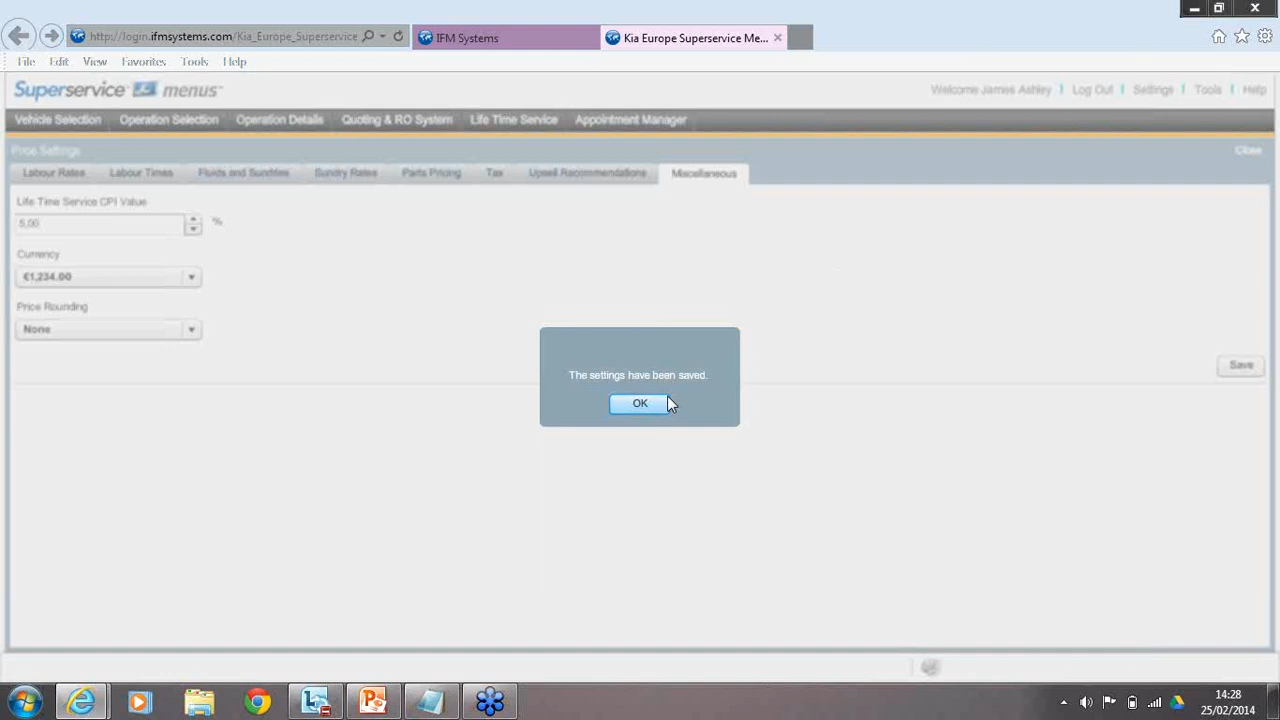 http://login.ifmsystems.com/Kia_Europe_Superservice
IFM Systems
Kia Europe Superservice Me...
File Edit View Favorites Tools Help
Superservice menus™
Welcome James Ashley Log Out Settings Tools Help
Vehicle Selection Operation Selection Operation Details Quoting & RO System Life Time Service Appointment Manager
Price Settings Close
Labour Rates Labour Times Fluids and Sundries Sundry Rates Parts Pricing Tax Upsell Recommendations Miscellaneous
Life Time Service CPI Value
5.00 %
Currency
€1,234.00
Price Rounding
None
Save
The settings have been saved.
OK
14:28
25/02/2014